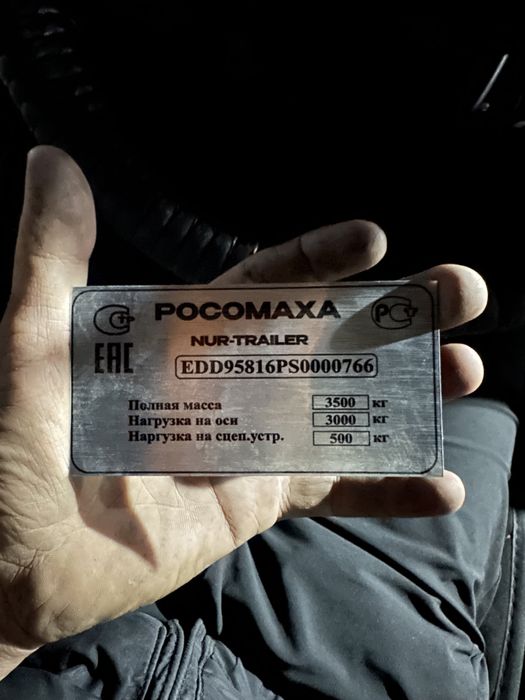 РОСОМАХА
NUR-TRAILER
ЕАС
EDD95816PS0000766
Полная масса 3500 кг
Нагрузка на оси 3000 кг
Наргузка на сцеп.устр. 500 кг